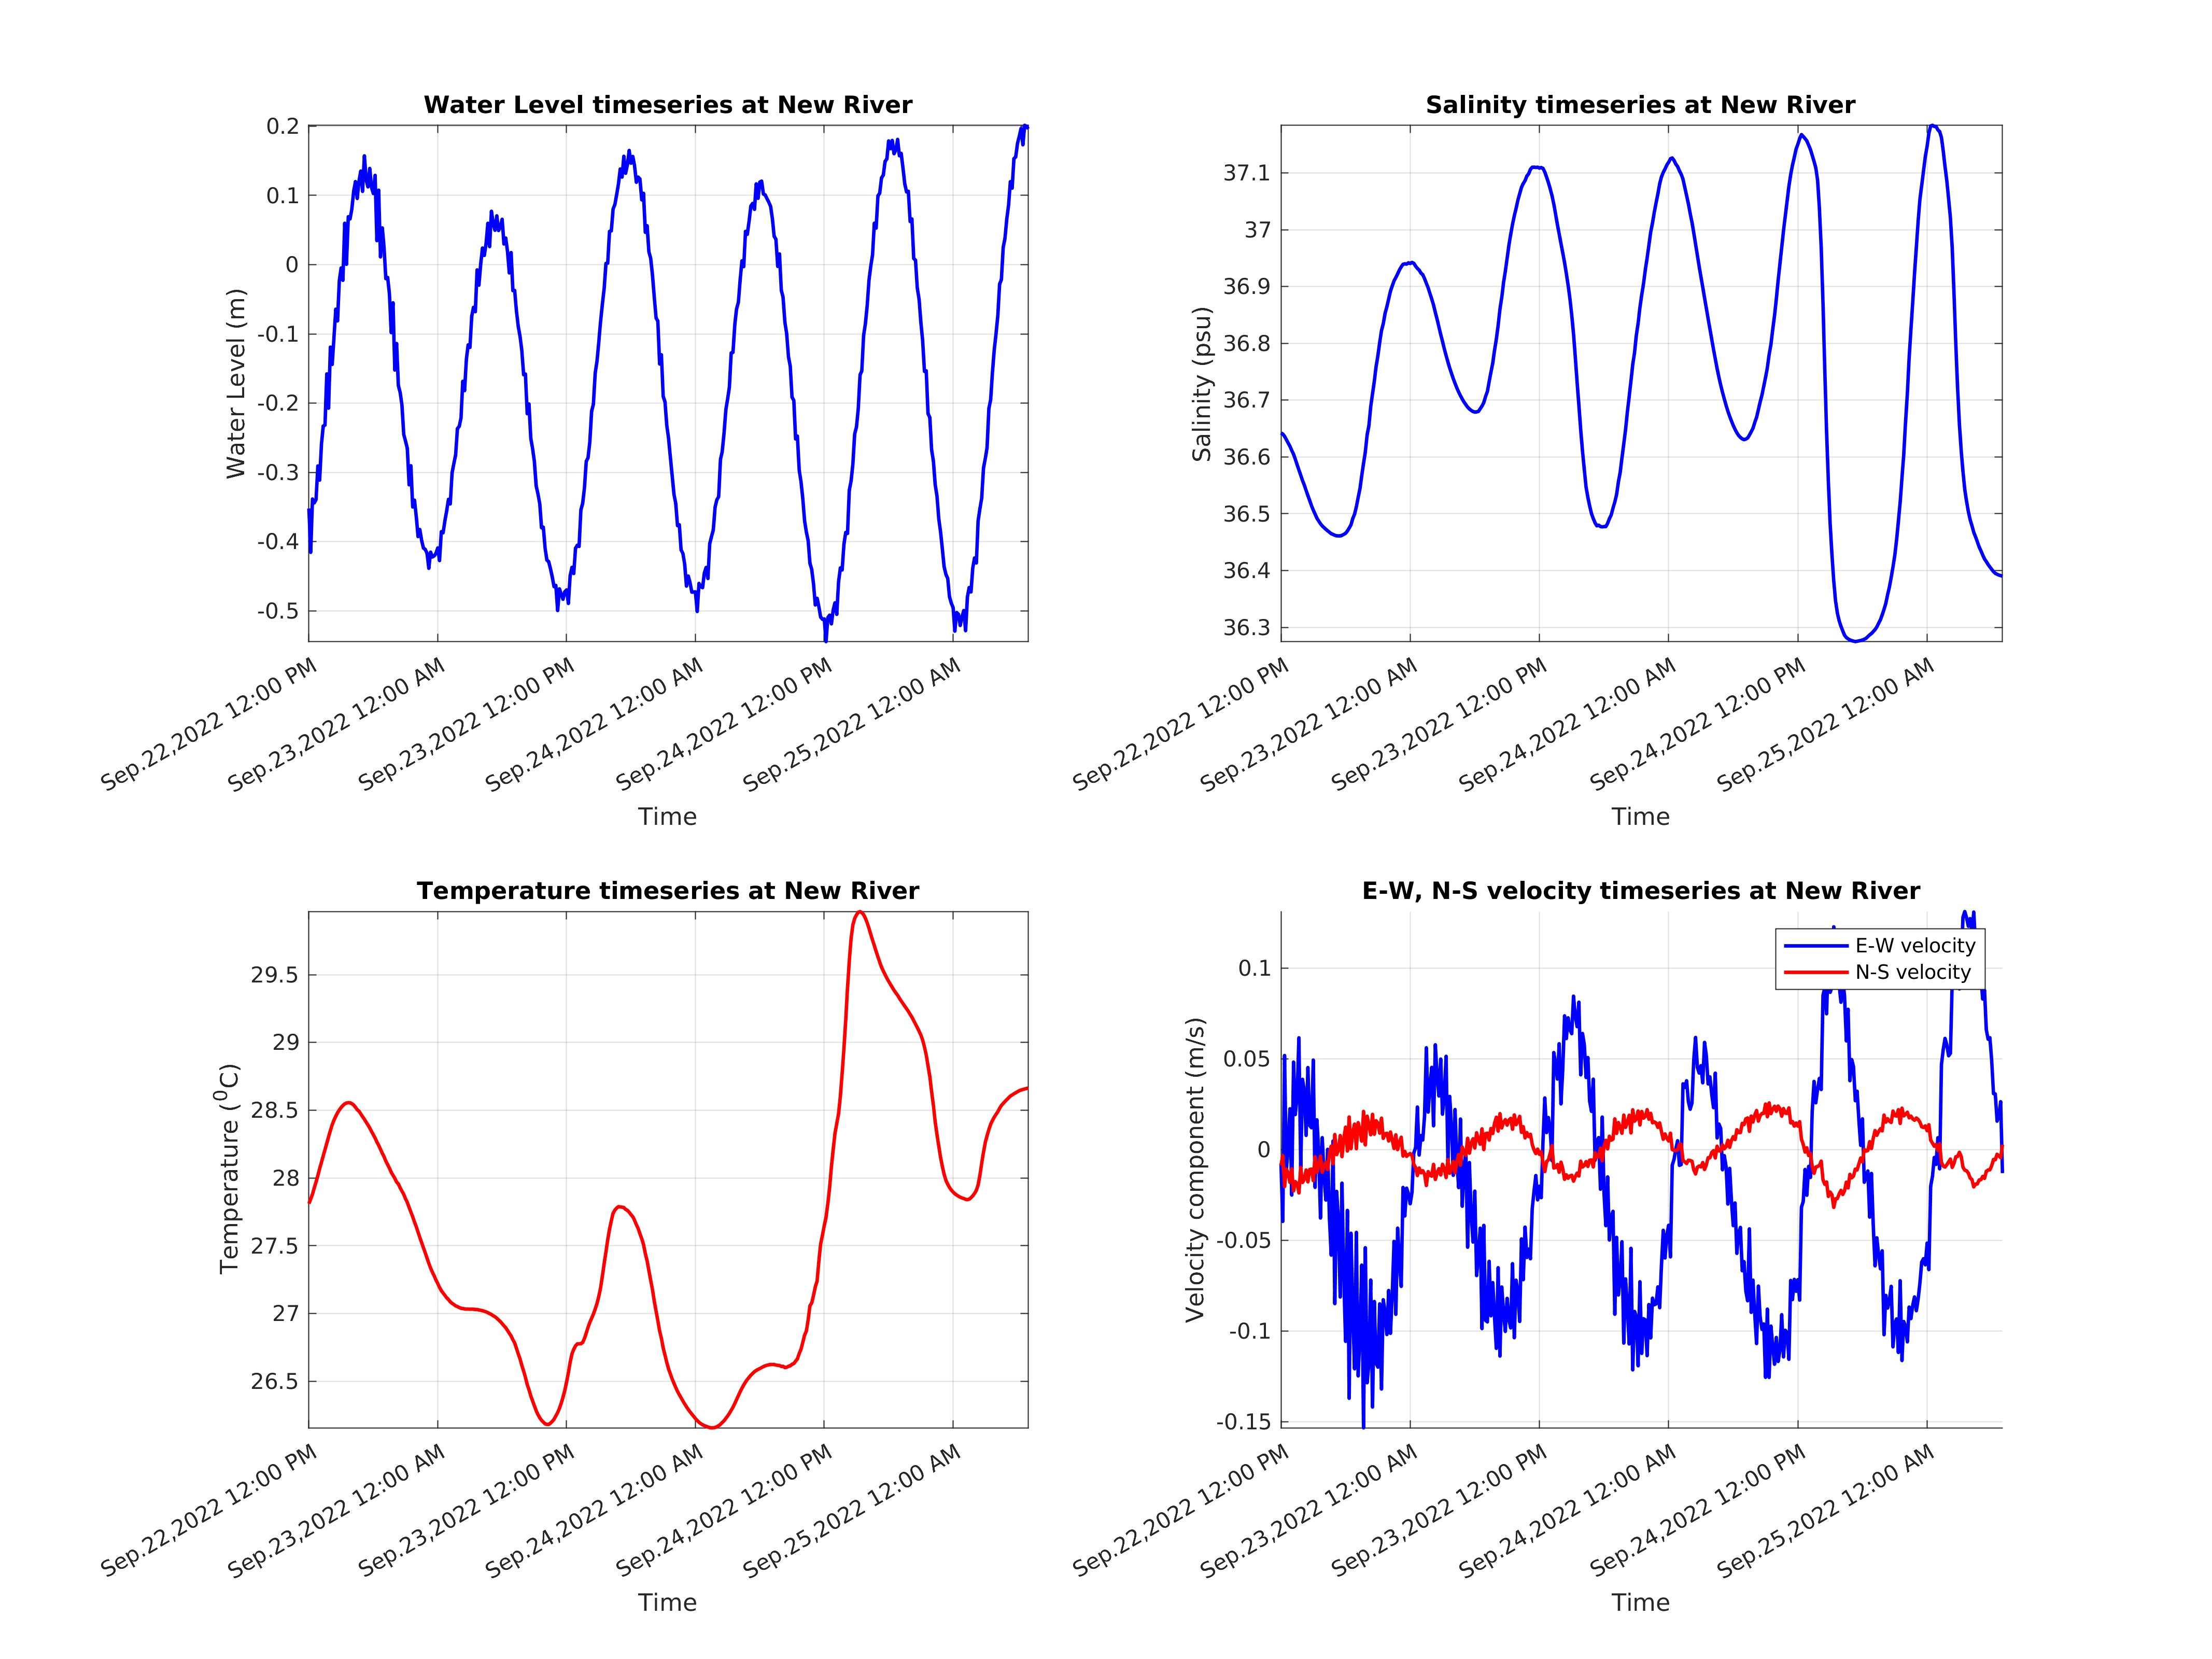 Water Level timeseries at New River
Water Level (m)
0.2
0.1
0
-0.1
-0.2
-0.3
-0.4
-0.5
Sep.22,2022 12:00 PM
Sep.23,2022 12:00 AM
Sep.23,2022 12:00 PM
Sep.24,2022 12:00 AM
Sep.24,2022 12:00 PM
Sep.25,2022 12:00 AM
Time
Salinity timeseries at New River
Salinity (psu)
37.1
37
36.9
36.8
36.7
36.6
36.5
36.4
36.3
Sep.22,2022 12:00 PM
Sep.23,2022 12:00 AM
Sep.23,2022 12:00 PM
Sep.24,2022 12:00 AM
Sep.24,2022 12:00 PM
Sep.25,2022 12:00 AM
Time
Temperature timeseries at New River
Temperature (⁰C)
29.5
29
28.5
28
27.5
27
26.5
Sep.22,2022 12:00 PM
Sep.23,2022 12:00 AM
Sep.23,2022 12:00 PM
Sep.24,2022 12:00 AM
Sep.24,2022 12:00 PM
Sep.25,2022 12:00 AM
Time
E-W, N-S velocity timeseries at New River
E-W velocity
N-S velocity
Velocity component (m/s)
0.1
0.05
0
-0.05
-0.1
-0.15
Sep.22,2022 12:00 PM
Sep.23,2022 12:00 AM
Sep.23,2022 12:00 PM
Sep.24,2022 12:00 AM
Sep.24,2022 12:00 PM
Sep.25,2022 12:00 AM
Time